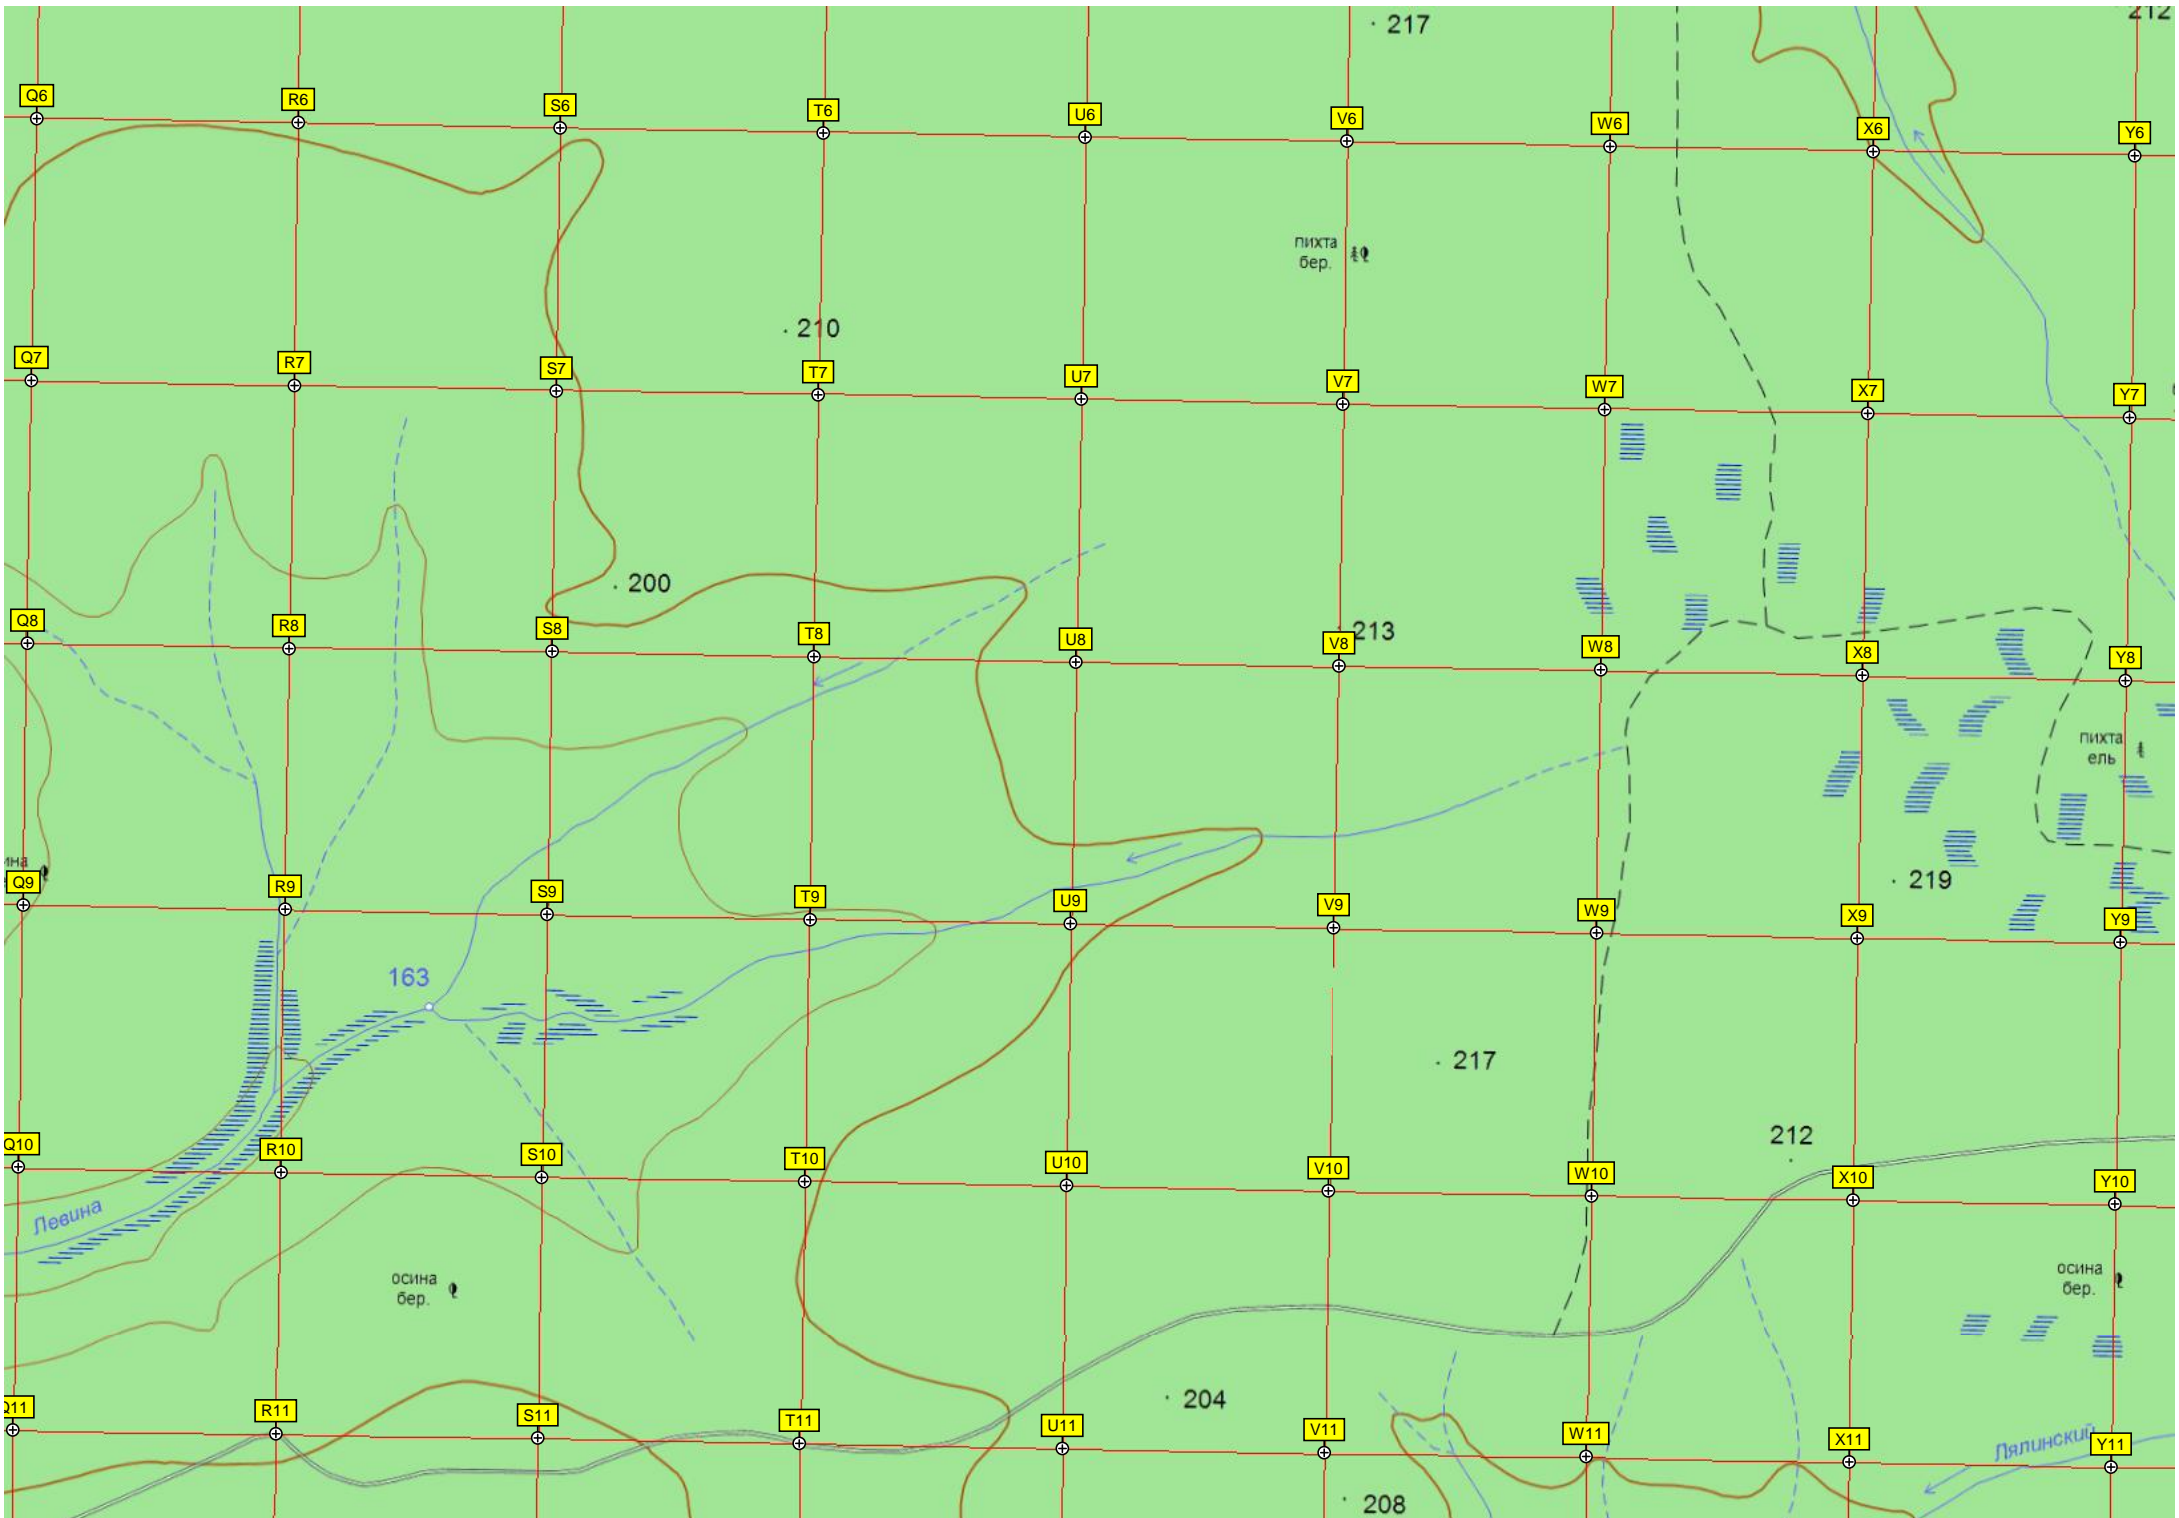 217
212
Q6
R6
S6
T6
U6
V6
W6
X6
Y6
пихта
бер.
210
Q7
R7
S7
T7
U7
V7
W7
X7
Y7
200
213
Q8
R8
S8
T8
U8
V8
W8
X8
Y8
пихта
ель
ина
219
Q9
R9
S9
T9
U9
V9
W9
X9
Y9
163
217
212
Q10
R10
S10
T10
U10
V10
W10
X10
Y10
Левина
осина
бер.
осина
бер.
204
Q11
R11
S11
T11
U11
V11
W11
X11
Y11
Лялинский
208